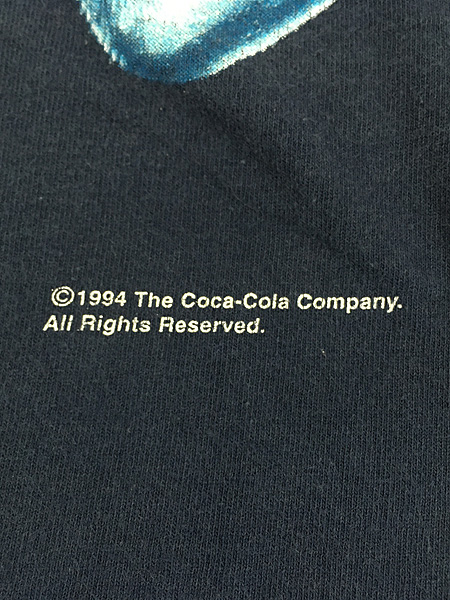 ©1994 The Coca-Cola Company.
All Rights Reserved.